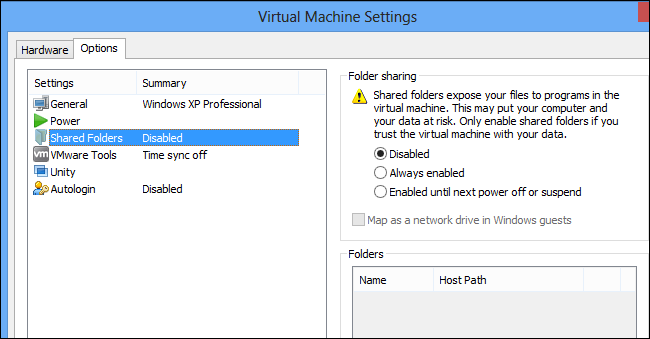 Virtual Machine Settings
Hardware
Options
Settings Summary
General Windows XP Professional
Power
Shared Folders Disabled
vm VMware Tools Time sync off
Unity
Autologin Disabled
Folder sharing
Shared folders expose your files to programs in the
virtual machine. This may put your computer and
your data at risk. Only enable shared folders if you
trust the virtual machine with your data.
Disabled
Always enabled
Enabled until next power off or suspend
Map as a network drive in Windows guests
Folders
Name Host Path